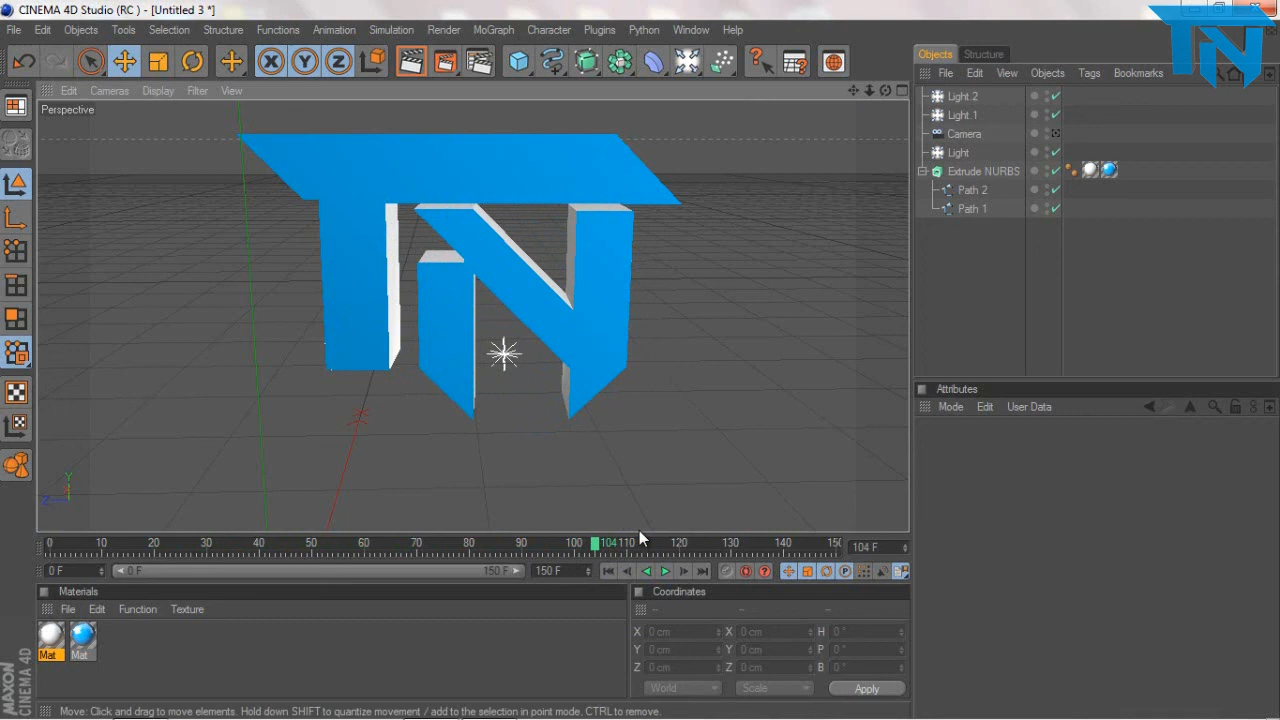 CINEMA 4D Studio (RC ) - [Untitled 3 *]
File Edit Objects Tools Selection Structure Functions Animation Simulation Render MoGraph Character Plugins Python Window Help
TN
Objects Structure
File Edit View Objects Tags Bookmarks
Edit Cameras Display Filter View
Perspective
Light.2
Light.1
Camera
Light
Extrude NURBS
Path 2
Path 1
TN
Y
Z
Attributes
Mode Edit User Data
0 10 20 30 40 50 60 70 80 90 100 104 110 120 130 140 150 104 F
0 F 0 F 150 F 150 F
Materials
File Edit Function Texture
Mat Mat
Coordinates
-- -- --
X 0 cm X 0 cm H 0 °
Y 0 cm Y 0 cm P 0 °
Z 0 cm Z 0 cm B 0 °
World Scale Apply
MAXON CINEMA 4D
Move: Click and drag to move elements. Hold down SHIFT to quantize movement / add to the selection in point mode. CTRL to remove.